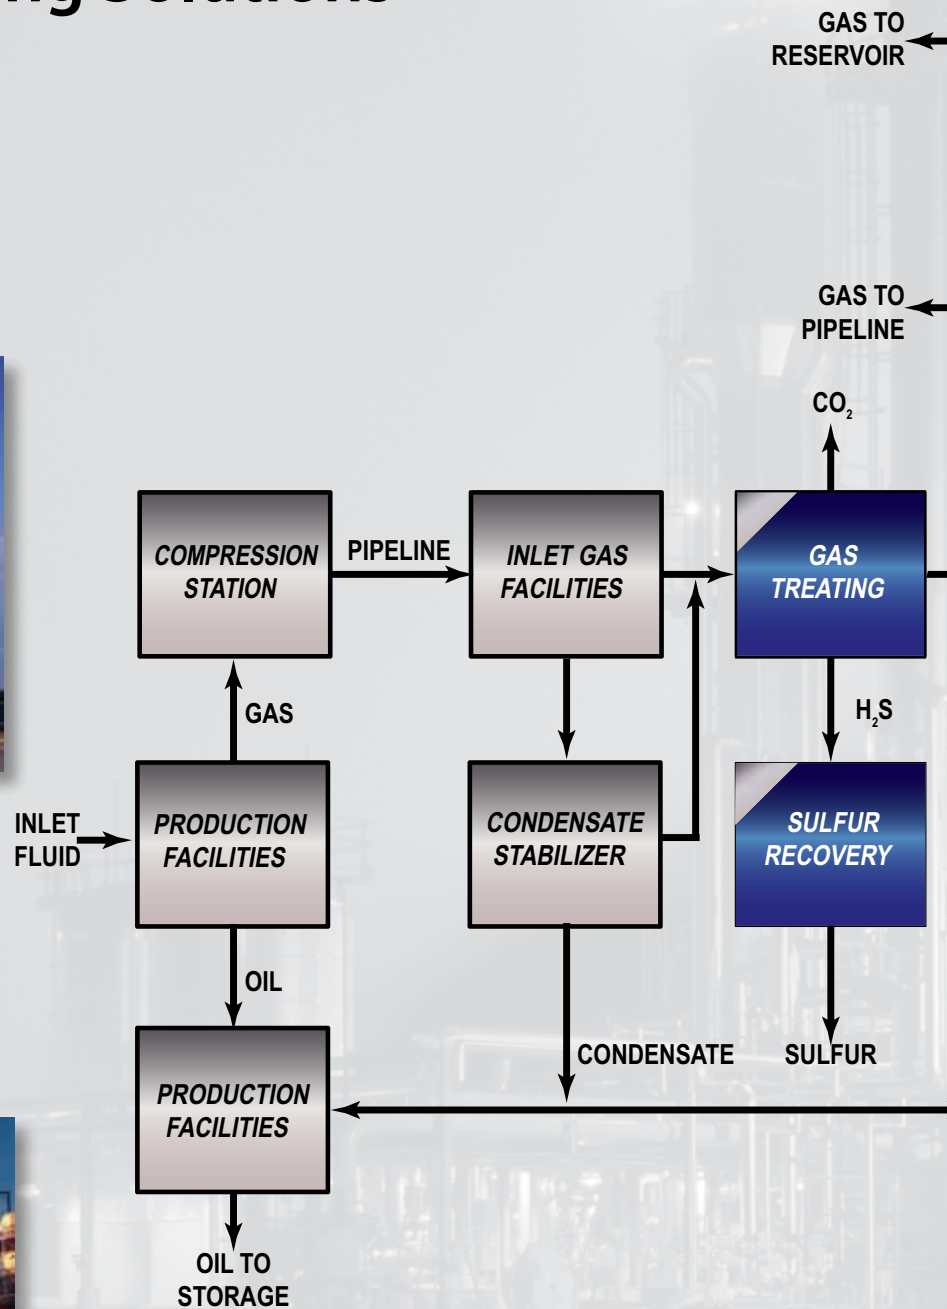 Solutions
GAS TO
RESERVOIR
GAS TO
PIPELINE
CO₂
COMPRESSION
STATION
PIPELINE
INLET GAS
FACILITIES
GAS
TREATING
GAS
H₂S
INLET
FLUID
PRODUCTION
FACILITIES
CONDENSATE
STABILIZER
SULFUR
RECOVERY
OIL
CONDENSATE
SULFUR
PRODUCTION
FACILITIES
OIL TO
STORAGE